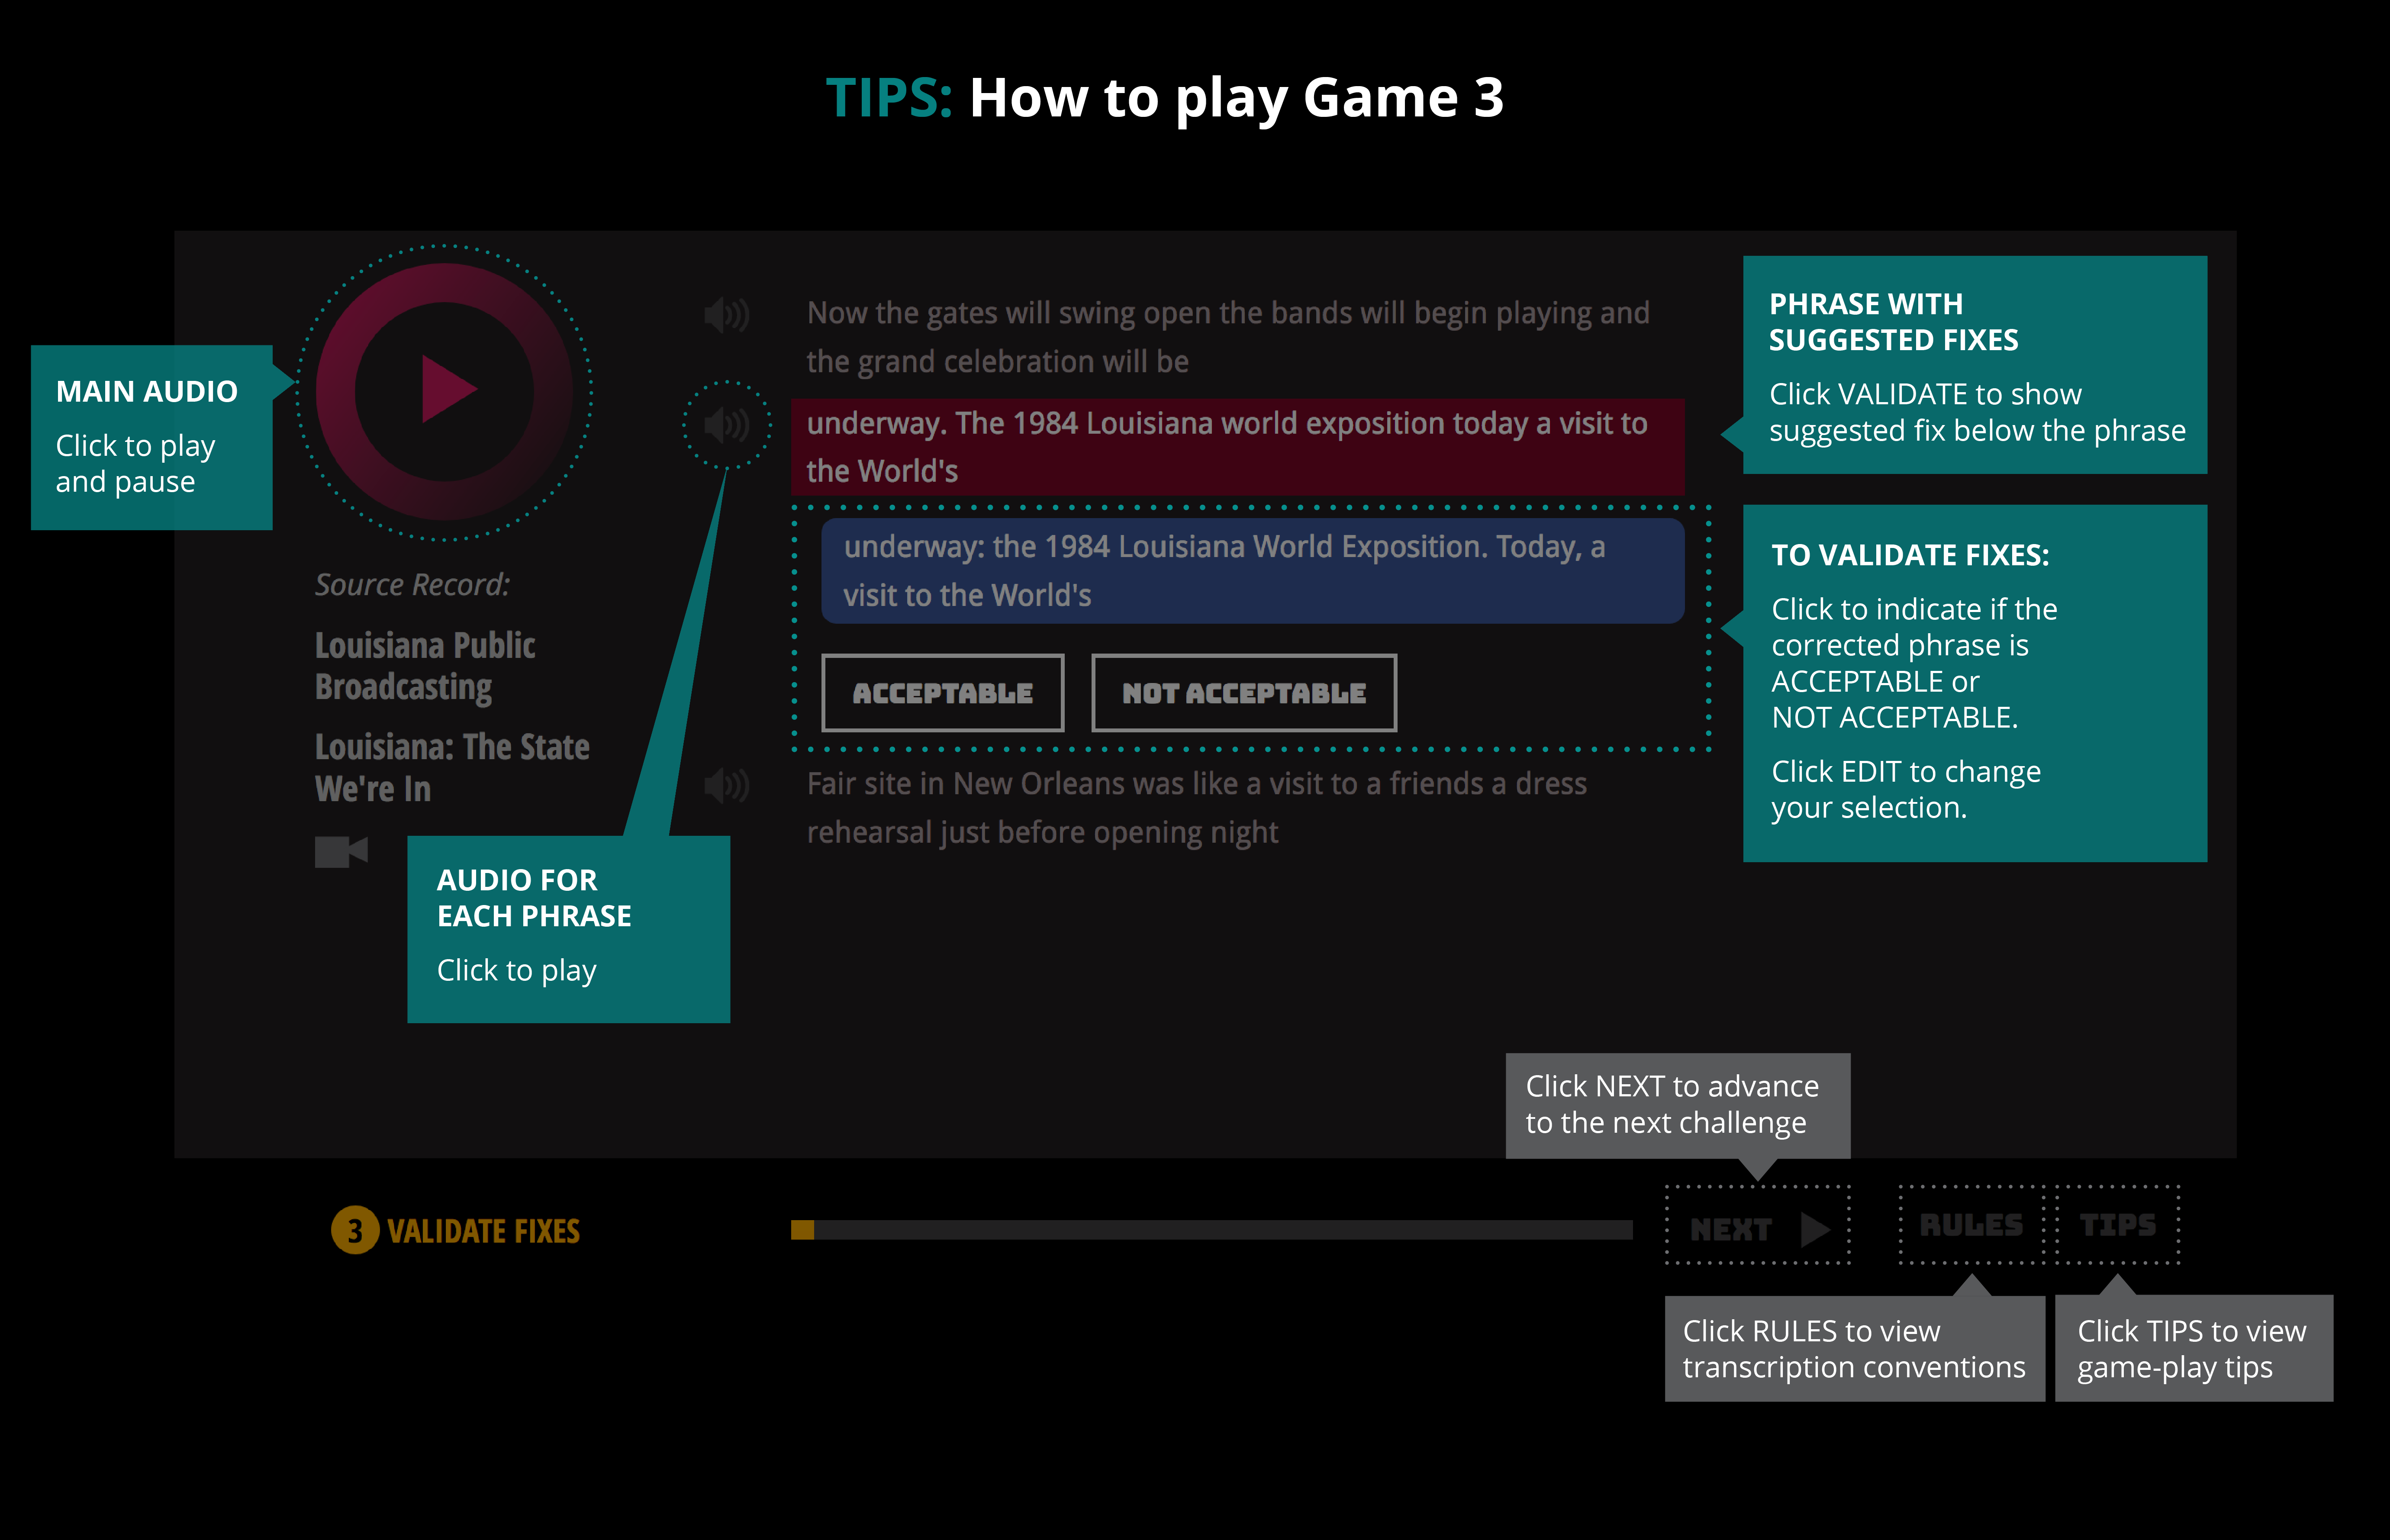 TIPS: How to play Game 3
MAIN AUDIO
Click to play
and pause
Source Record:
Louisiana Public
Broadcasting
Louisiana: The State
We're In
AUDIO FOR
EACH PHRASE
Click to play
Now the gates will swing open the bands will begin playing and
the grand celebration will be
underway. The 1984 Louisiana world exposition today a visit to
the World's
underway: the 1984 Louisiana World Exposition. Today, a
visit to the World's
ACCEPTABLE
NOT ACCEPTABLE
Fair site in New Orleans was like a visit to a friends a dress
rehearsal just before opening night
PHRASE WITH
SUGGESTED FIXES
Click VALIDATE to show
suggested fix below the phrase
TO VALIDATE FIXES:
Click to indicate if the
corrected phrase is
ACCEPTABLE or
NOT ACCEPTABLE.
Click EDIT to change
your selection.
Click NEXT to advance
to the next challenge
3 VALIDATE FIXES
NEXT
RULES
TIPS
Click RULES to view
transcription conventions
Click TIPS to view
game-play tips